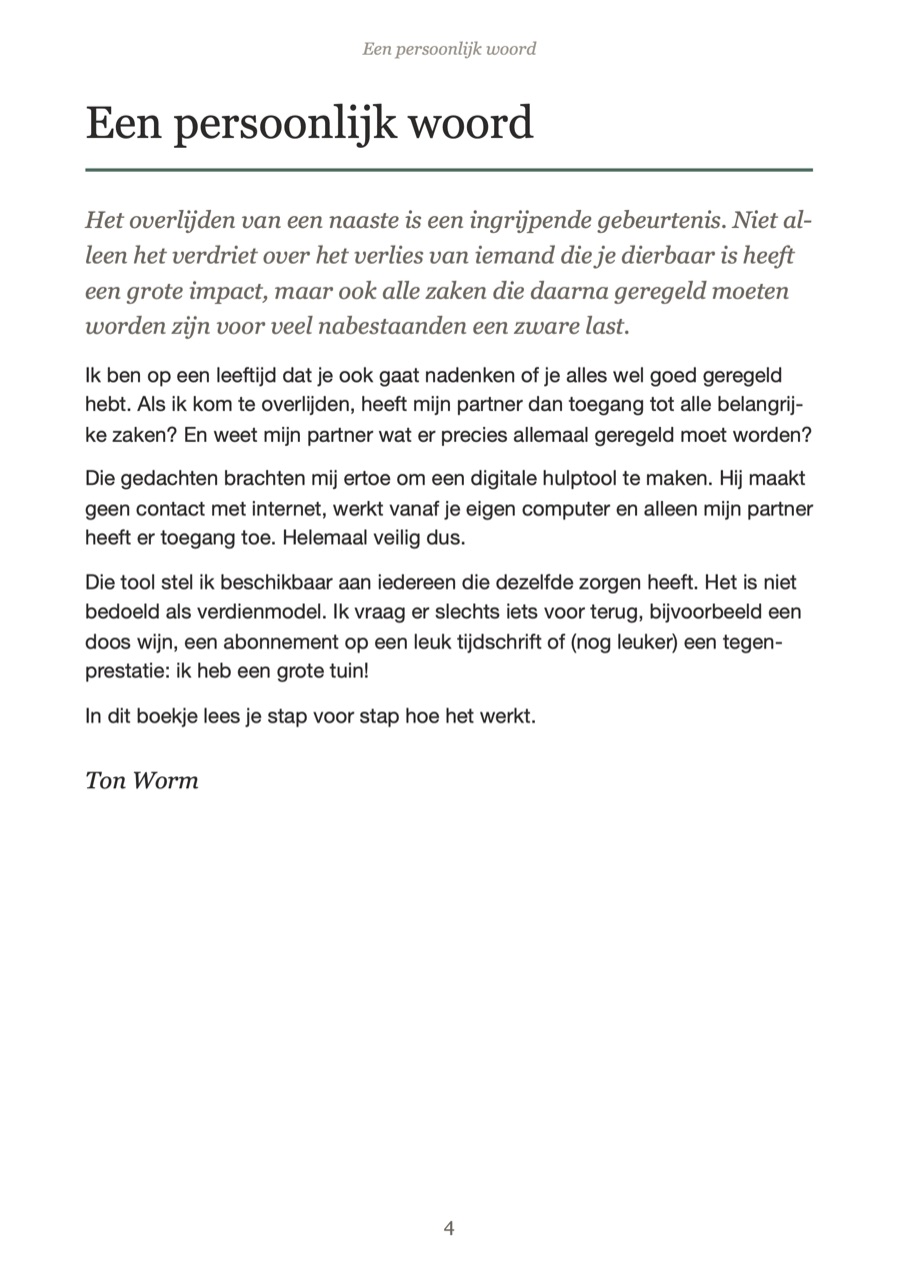 Een persoonlijk woord
Een persoonlijk woord
Het overlijden van een naaste is een ingrijpende gebeurtenis. Niet al-
leen het verdriet over het verlies van iemand die je dierbaar is heeft
een grote impact, maar ook alle zaken die daarna geregeld moeten
worden zijn voor veel nabestaanden een zware last.
Ik ben op een leeftijd dat je ook gaat nadenken of je alles wel goed geregeld
hebt. Als ik kom te overlijden, heeft mijn partner dan toegang tot alle belangrij-
ke zaken? En weet mijn partner wat er precies allemaal geregeld moet worden?
Die gedachten brachten mij ertoe om een digitale hulptool te maken. Hij maakt
geen contact met internet, werkt vanaf je eigen computer en alleen mijn partner
heeft er toegang toe. Helemaal veilig dus.
Die tool stel ik beschikbaar aan iedereen die dezelfde zorgen heeft. Het is niet
bedoeld als verdienmodel. Ik vraag er slechts iets voor terug, bijvoorbeeld een
doos wijn, een abonnement op een leuk tijdschrift of (nog leuker) een tegen-
prestatie: ik heb een grote tuin!
In dit boekje lees je stap voor stap hoe het werkt.
Ton Worm
4